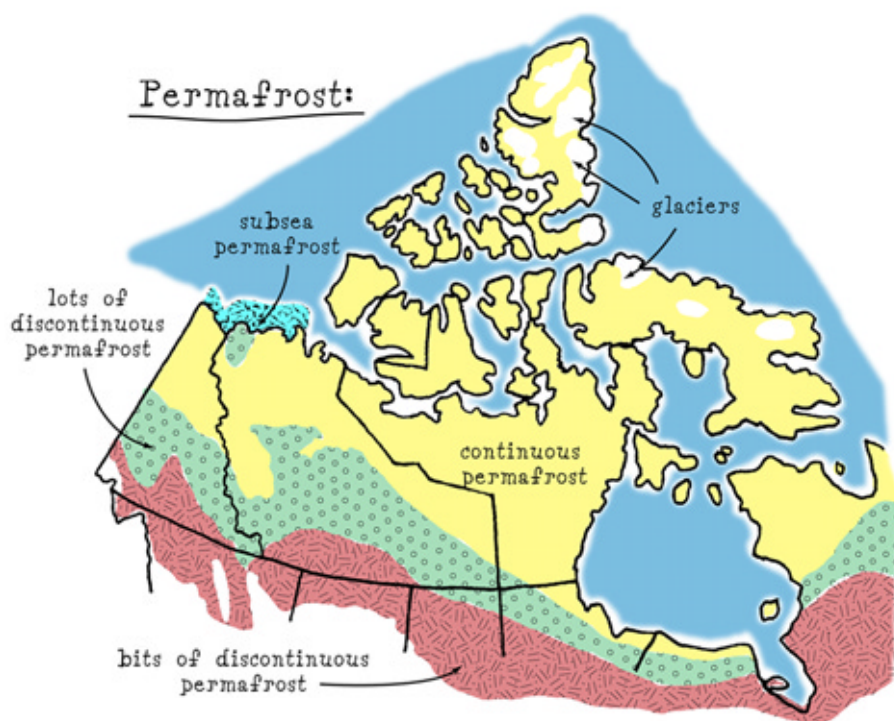 Permafrost:
subsea
permafrost
glaciers
lots of
discontinuous
permafrost
continuous
permafrost
bits of discontinuous
permafrost